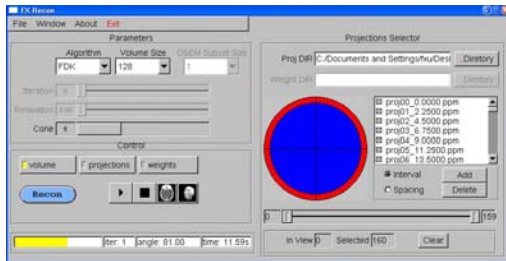 FX Recon
File Window About Exit
Parameters
Algorithm Volume Size OSEM Subset Size
FDK 128 1
Iteration
Relaxation
Cone
Control
volume projections weights
Recon
iter: 1 angle: 81.00 time: 11.59s
Projections Selector
Proj DIR C:/Documents and Settings/fxu/Desl Diretory
Weight DIR Diretory
proj00_0.0000.ppm
proj01_2.2500.ppm
proj02_4.5000.ppm
proj03_6.7500.ppm
proj04_9.0000.ppm
proj05_11.2500.ppm
proj06_13.5000.ppm
Interval Add
Spacing Delete
0 159
In View 0 Selected 160 Clear